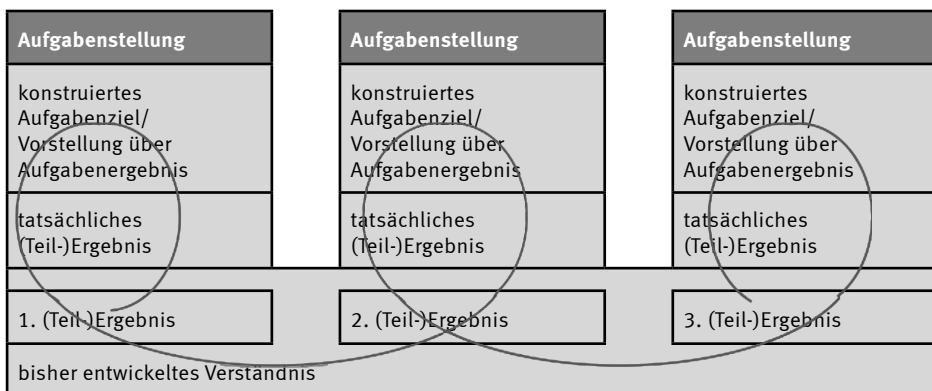 Aufgabenstellung
konstruiertes
Aufgabenziel/
Vorstellung über
Aufgabenergebnis
tatsächliches
(Teil-)Ergebnis
1. (Teil-)Ergebnis
Aufgabenstellung
konstruiertes
Aufgabenziel/
Vorstellung über
Aufgabenergebnis
tatsächliches
(Teil-)Ergebnis
2. (Teil-)Ergebnis
Aufgabenstellung
konstruiertes
Aufgabenziel/
Vorstellung über
Aufgabenergebnis
tatsächliches
(Teil-)Ergebnis
3. (Teil-)Ergebnis
bisher entwickeltes Verständnis